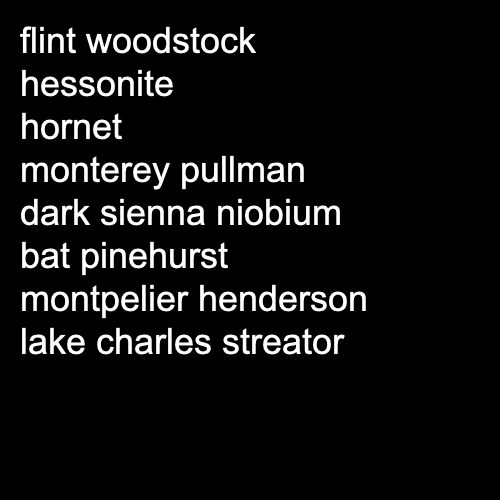 flint woodstock
hessonite
hornet
monterey pullman
dark sienna niobium
bat pinehurst
montpelier henderson
lake charles streator